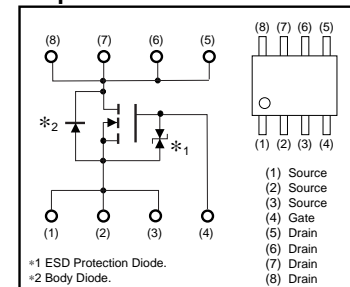 (8) (7) (6) (5)
*2
*1
(1) (2) (3) (4)
*1 ESD Protection Diode.
*2 Body Diode.
(8) (7) (6) (5)
(1) (2) (3) (4)
(1) Source
(2) Source
(3) Source
(4) Gate
(5) Drain
(6) Drain
(7) Drain
(8) Drain